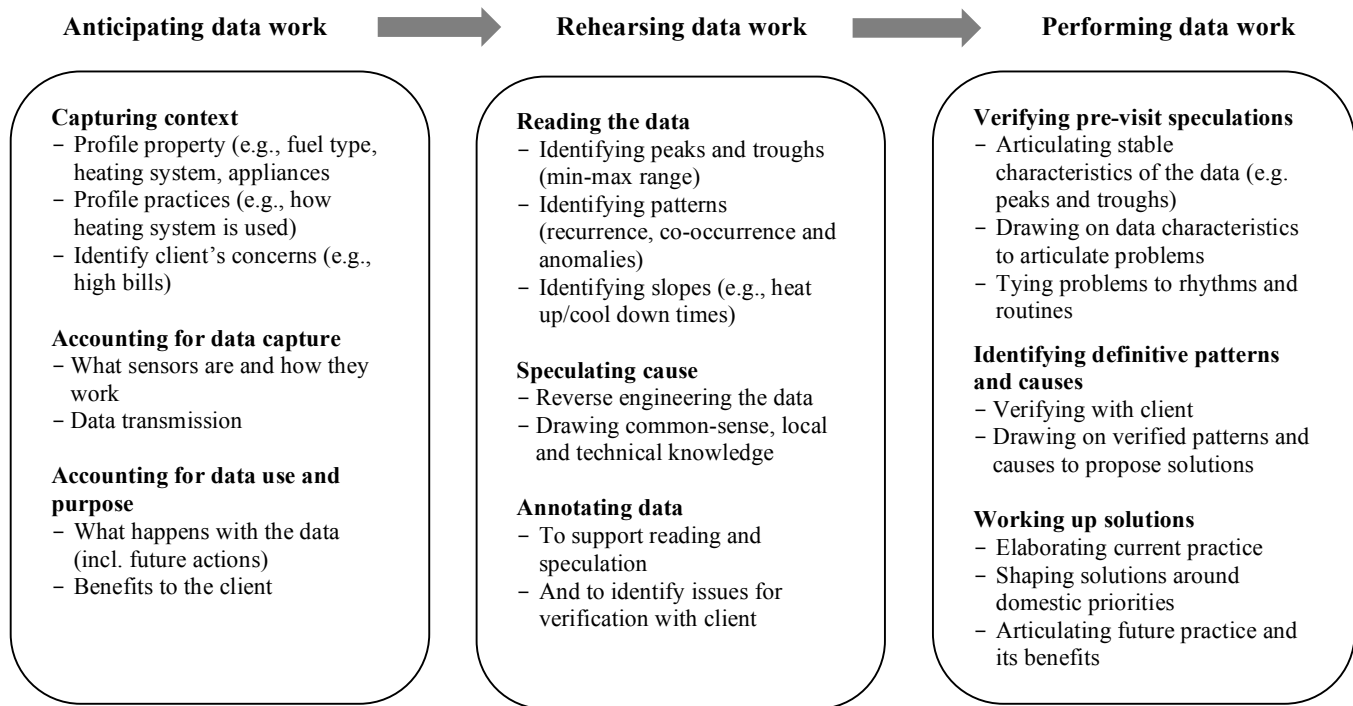 Anticipating data work
Rehearsing data work
Performing data work
Capturing context
– Profile property (e.g., fuel type,
heating system, appliances
– Profile practices (e.g., how
heating system is used)
– Identify client’s concerns (e.g.,
high bills)
Accounting for data capture
– What sensors are and how they
work
– Data transmission
Accounting for data use and
purpose
– What happens with the data
(incl. future actions)
– Benefits to the client
Reading the data
– Identifying peaks and troughs
(min-max range)
– Identifying patterns
(recurrence, co-occurrence and
anomalies)
– Identifying slopes (e.g., heat
up/cool down times)
Speculating cause
– Reverse engineering the data
– Drawing common-sense, local
and technical knowledge
Annotating data
– To support reading and
speculation
– And to identify issues for
verification with client
Verifying pre-visit speculations
– Articulating stable
characteristics of the data (e.g.
peaks and troughs)
– Drawing on data characteristics
to articulate problems
– Tying problems to rhythms and
routines
Identifying definitive patterns
and causes
– Verifying with client
– Drawing on verified patterns and
causes to propose solutions
Working up solutions
– Elaborating current practice
– Shaping solutions around
domestic priorities
– Articulating future practice and
its benefits